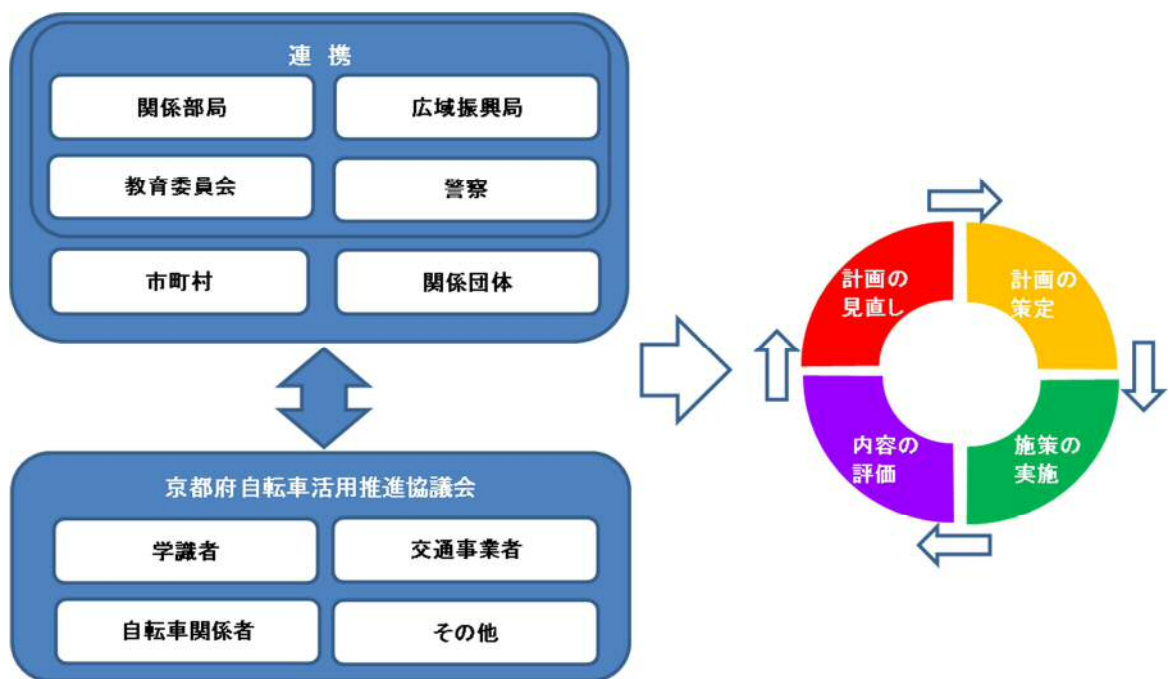 連 携
関係部局
広域振興局
教育委員会
警察
市町村
関係団体
京都府自転車活用推進協議会
学識者
交通事業者
自転車関係者
その他
計画の
見直し
計画の
策定
内容の
評価
施策の
実施